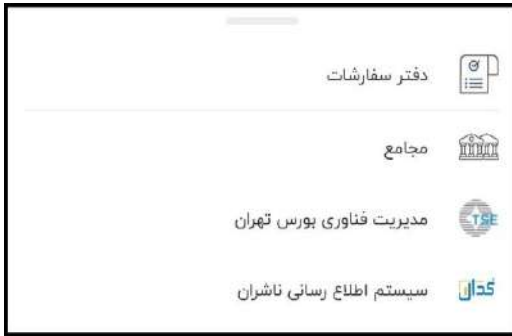 دفتر سفارشات
مجامع
مدیریت فناوری بورس تهران
TSE
سیستم اطلاع رسانی ناشران
کدال